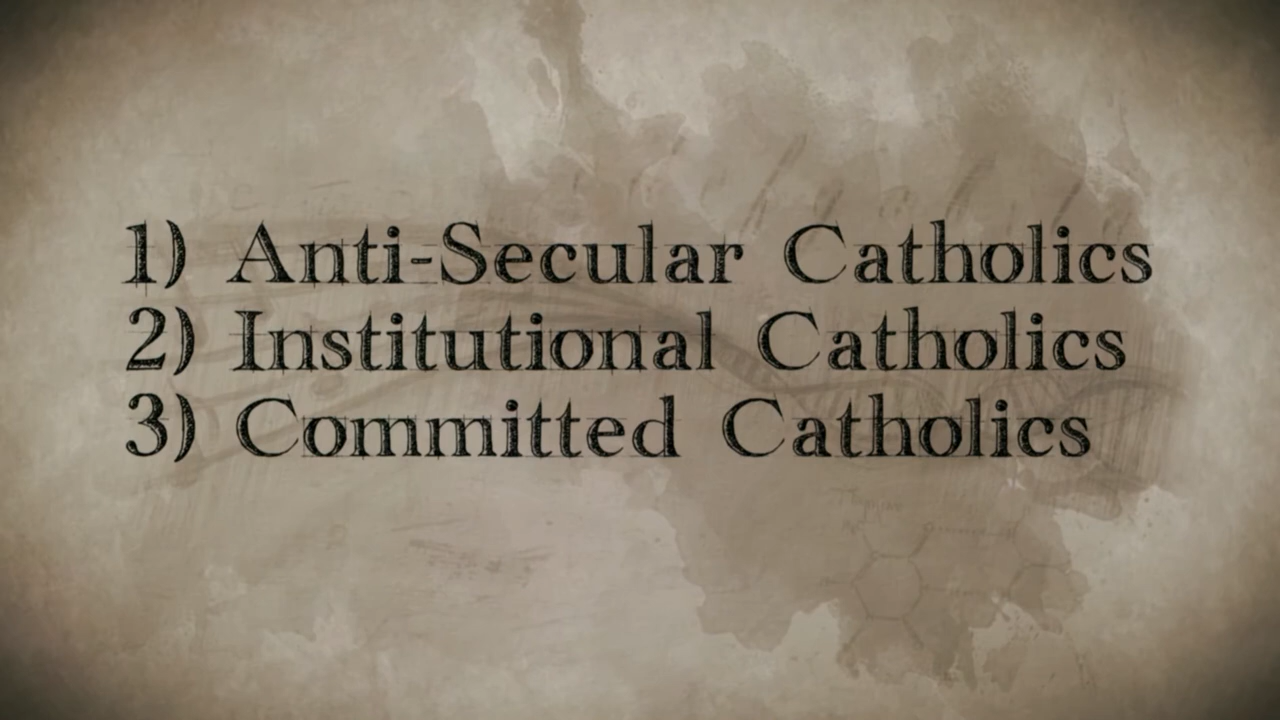 1) Anti-Secular Catholics
2) Institutional Catholics
3) Committed Catholics